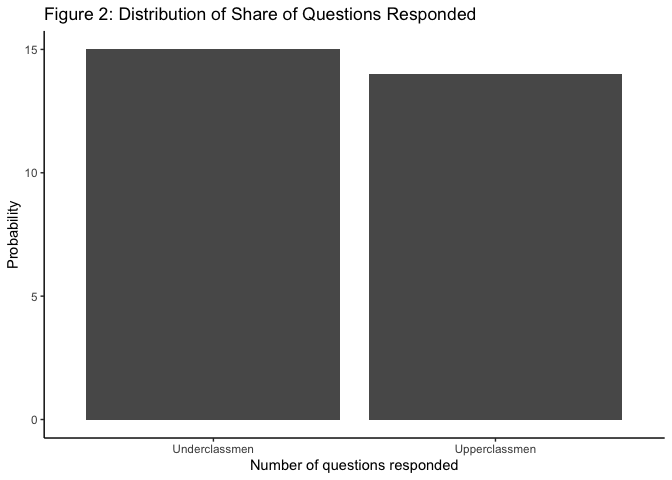 Figure 2: Distribution of Share of Questions Responded
15
10
5
0
Probability
Underclassmen
Upperclassmen
Number of questions responded